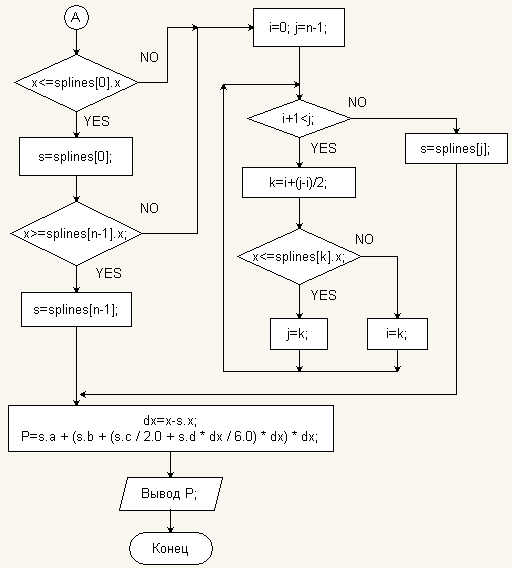 A
x<=splines[0].x
NO
YES
s=splines[0];
x>=splines[n-1].x;
NO
YES
s=splines[n-1];
i=0; j=n-1;
i+1<j;
NO
YES
s=splines[j];
k=i+(j-i)/2;
x<=splines[k].x;
NO
YES
j=k;
i=k;
dx=x-s.x;
P=s.a + (s.b + (s.c / 2.0 + s.d * dx / 6.0) * dx) * dx;
Вывод P;
Конец